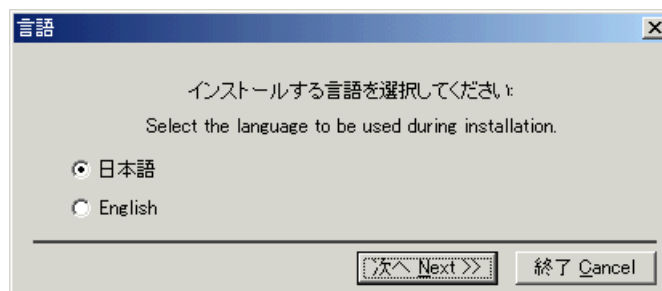 言語
インストールする言語を選択してください:
Select the language to be used during installation.
日本語
English
次へ Next >>
終了 Cancel